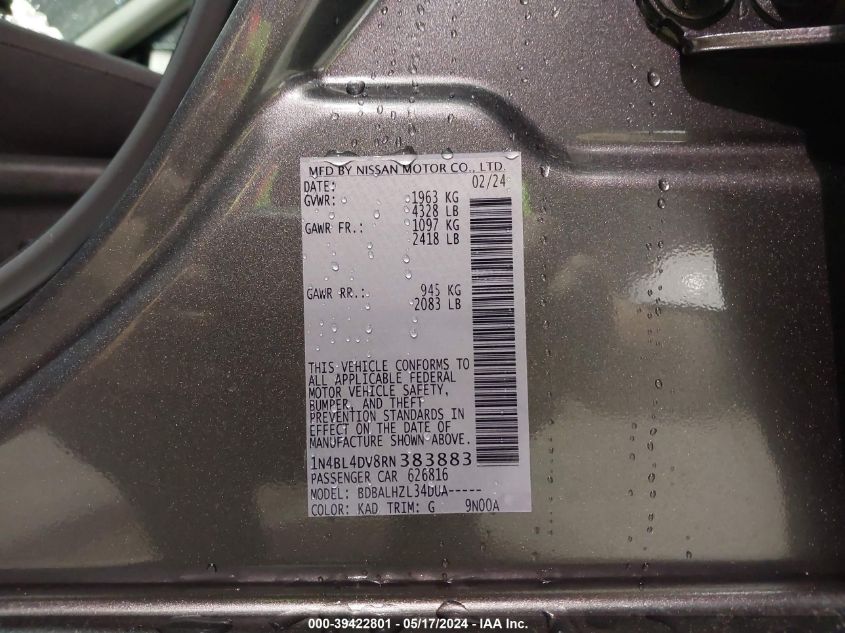 MFD BY NISSAN MOTOR CO., LTD.
DATE: 02/24
GVWR: 1963 KG
4328 LB
GAWR FR.: 1097 KG
2418 LB
GAWR RR.: 945 KG
2083 LB
THIS VEHICLE CONFORMS TO
ALL APPLICABLE FEDERAL
MOTOR VEHICLE SAFETY,
BUMPER, AND THEFT
PREVENTION STANDARDS IN
EFFECT ON THE DATE OF
MANUFACTURE SHOWN ABOVE.
1N4BL4DV8RN383883
PASSENGER CAR 626816
MODEL: BDBALHZL34DUA-----
COLOR: KAD TRIM: G 9N00A
000-39422801 - 05/17/2024 - IAA Inc.